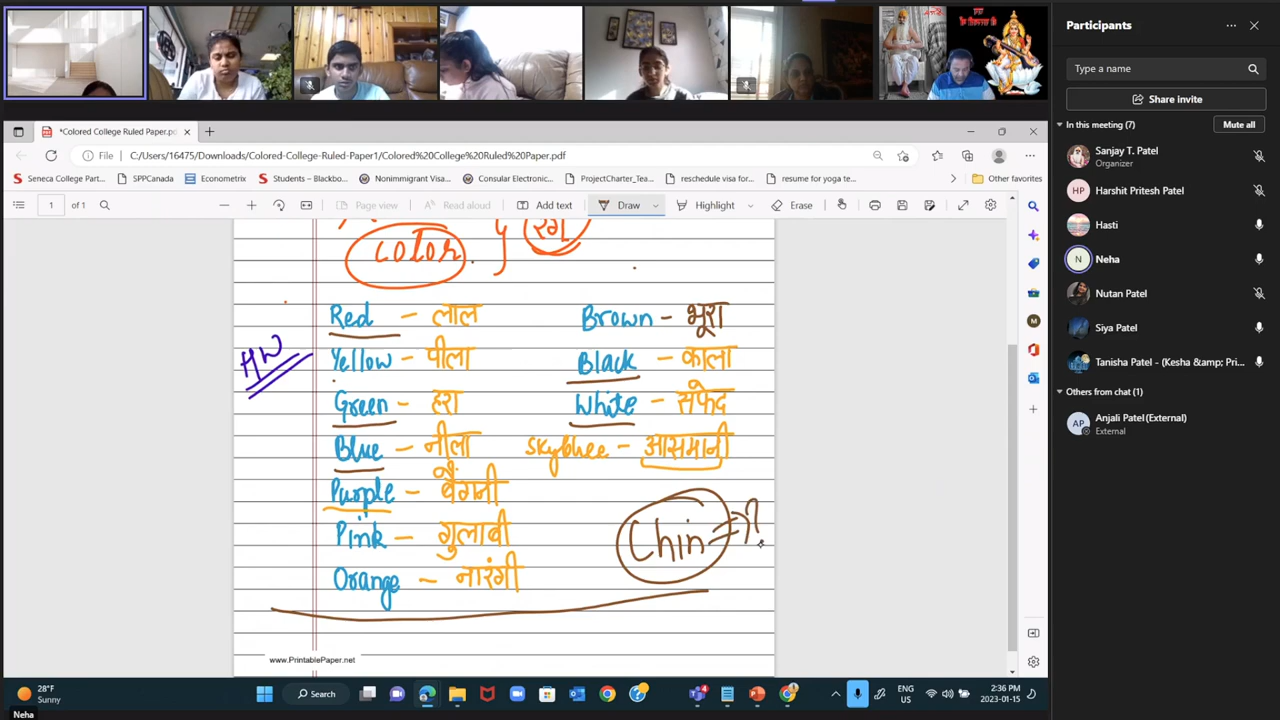 Participants
Type a name
Share invite
In this meeting (7)
Mute all
Sanjay T. Patel
Organizer
HP
Harshit Pritesh Patel
Hasti
N
Neha
Nutan Patel
Siya Patel
Tanisha Patel - (Kesha &amp; Pri...
Others from chat (1)
AP
Anjali Patel(External)
External
*Colored College Ruled Paper.pd
File
C:/Users/16475/Downloads/Colored-College-Ruled-Paper1/Colored%20College%20Ruled%20Paper.pdf
Seneca College Part...
SPPCanada
Econometrix
Students – Blackbo...
Nonimmigrant Visa...
Consular Electronic...
ProjectCharter_Tea...
reschedule visa for...
resume for yoga te...
Other favorites
1
of 1
Page view
Read aloud
Add text
Draw
Highlight
Erase
color
रंग
HW
Red - लाल
Yellow - पीला
Green - हरा
Blue - नीला
Purple - बैंगनी
Pink - गुलाबी
Orange - नारंगी
Brown - भूरा
Black - काला
White - सफेद
Skyblue - आसमानी
Chin
www.PrintablePaper.net
28°F
Sunny
Search
ENG
US
2:36 PM
2023-01-15
Neha